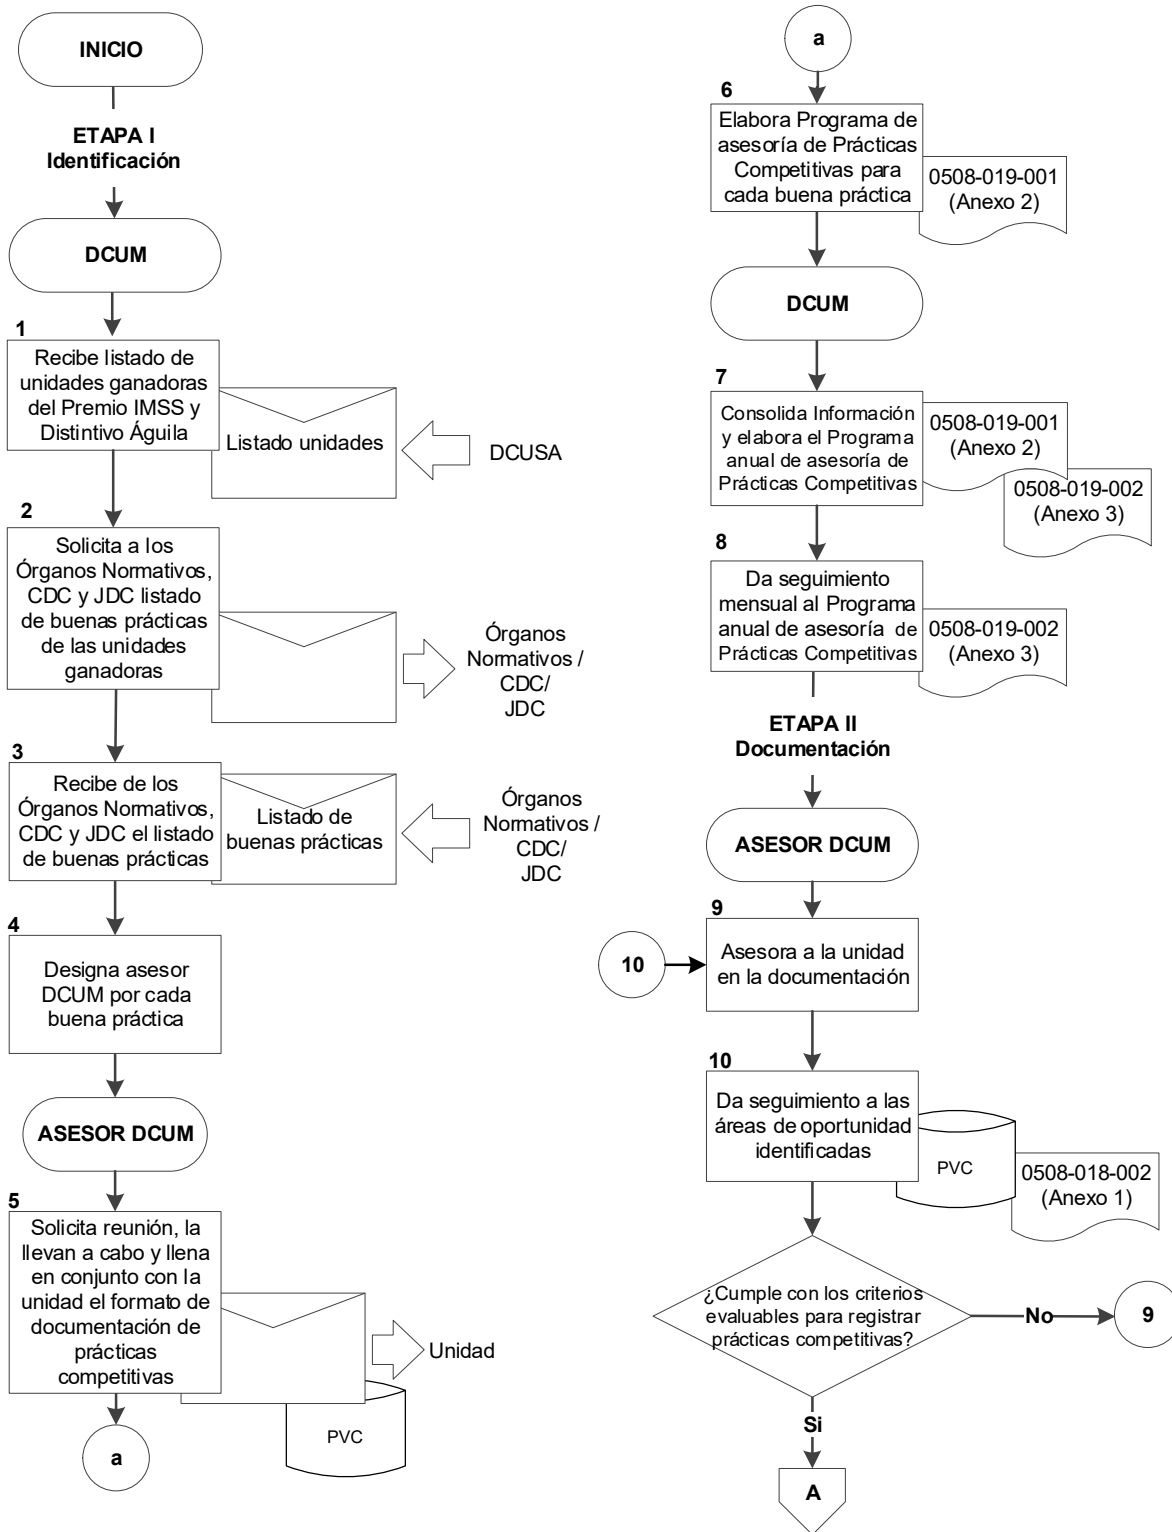 INICIO
ETAPA I
Identificación
DCUM
1
Recibe listado de
unidades ganadoras
del Premio IMSS y
Distintivo Águila
Listado unidades
DCUSA
2
Solicita a los
Órganos Normativos,
CDC y JDC listado
de buenas prácticas
de las unidades
ganadoras
Órganos
Normativos /
CDC/
JDC
3
Recibe de los
Órganos Normativos,
CDC y JDC el listado
de buenas prácticas
Listado de
buenas prácticas
Órganos
Normativos /
CDC/
JDC
4
Designa asesor
DCUM por cada
buena práctica
ASESOR DCUM
5
Solicita reunión, la
llevan a cabo y llena
en conjunto con la
unidad el formato de
documentación de
prácticas
competitivas
Unidad
PVC
a
a
6
Elabora Programa de
asesoría de Prácticas
Competitivas para
cada buena práctica
0508-019-001
(Anexo 2)
DCUM
7
Consolida Información
y elabora el Programa
anual de asesoría de
Prácticas Competitivas
0508-019-001
(Anexo 2)
0508-019-002
(Anexo 3)
8
Da seguimiento
mensual al Programa
anual de asesoría de
Prácticas Competitivas
0508-019-002
(Anexo 3)
ETAPA II
Documentación
ASESOR DCUM
9
10
Asesora a la unidad
en la documentación
10
Da seguimiento a las
áreas de oportunidad
identificadas
PVC
0508-018-002
(Anexo 1)
¿Cumple con los criterios
evaluables para registrar
prácticas competitivas?
No
9
Si
A